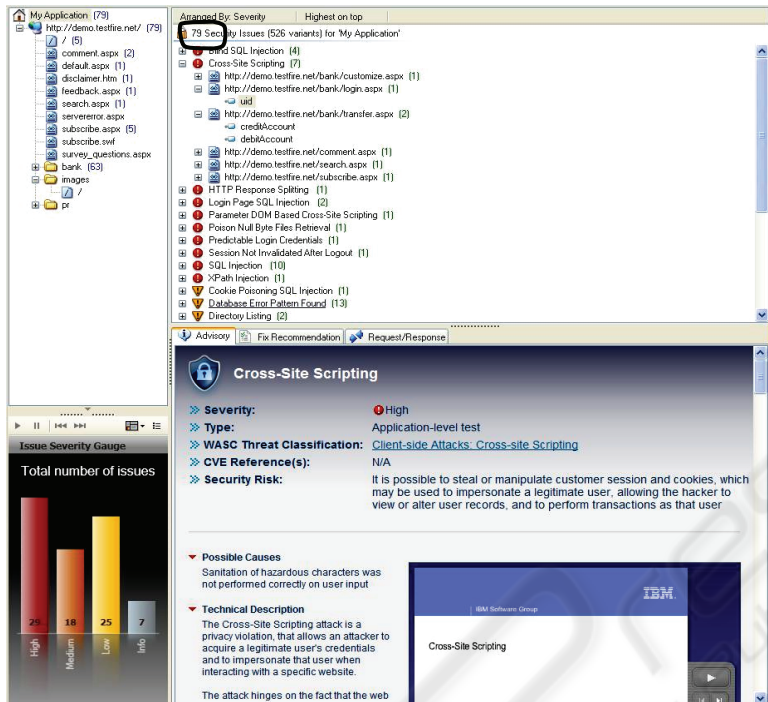 My Application (79)
http://demo.testfire.net/ (79)
/ (5)
comment.aspx (2)
default.aspx (1)
disclaimer.htm (1)
feedback.aspx (1)
search.aspx (1)
servererror.aspx
subscribe.aspx (5)
subscribe.swf
survey_questions.aspx
bank (63)
images
/
pr
Arranged By: Severity Highest on top
79 Security Issues (526 variants) for 'My Application'
Blind SQL Injection (4)
Cross-Site Scripting (7)
http://demo.testfire.net/bank/customize.aspx (1)
http://demo.testfire.net/bank/login.aspx (1)
uid
http://demo.testfire.net/bank/transfer.aspx (2)
creditAccount
debitAccount
http://demo.testfire.net/comment.aspx (1)
http://demo.testfire.net/search.aspx (1)
http://demo.testfire.net/subscribe.aspx (1)
HTTP Response Splitting (1)
Login Page SQL Injection (2)
Parameter DOM Based Cross-Site Scripting (1)
Poison Null Byte Files Retrieval (1)
Predictable Login Credentials (1)
Session Not Invalidated After Logout (1)
SQL Injection (10)
XPath Injection (1)
Cookie Poisoning SQL Injection (1)
Database Error Pattern Found (13)
Directory Listing (2)
Advisory Fix Recommendation Request/Response
Cross-Site Scripting
Severity: High
Type: Application-level test
WASC Threat Classification: Client-side Attacks: Cross-site Scripting
CVE Reference(s): N/A
Security Risk: It is possible to steal or manipulate customer session and cookies, which
may be used to impersonate a legitimate user, allowing the hacker to
view or alter user records, and to perform transactions as that user
Possible Causes
Sanitation of hazardous characters was
not performed correctly on user input
Technical Description
The Cross-Site Scripting attack is a
privacy violation, that allows an attacker to
acquire a legitimate user's credentials
and to impersonate that user when
interacting with a specific website.
The attack hinges on the fact that the web
IBM
IBM Software Group
Cross-Site Scripting
Issue Severity Gauge
Total number of issues
29 18 25 7
High Medium Low Info